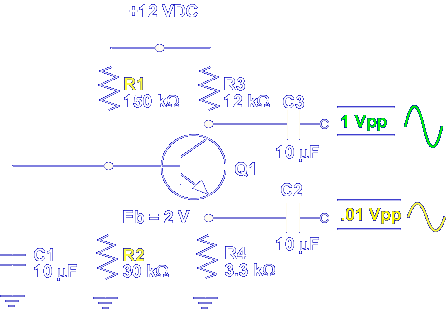 +12 VDC
R1
150 kΩ
R3
12 kΩ
C3
10 µF
1 Vpp
Q1
C2
10 µF
.01 Vpp
Eb = 2 V
C1
10 µF
R2
30 kΩ
R4
3.3 kΩ